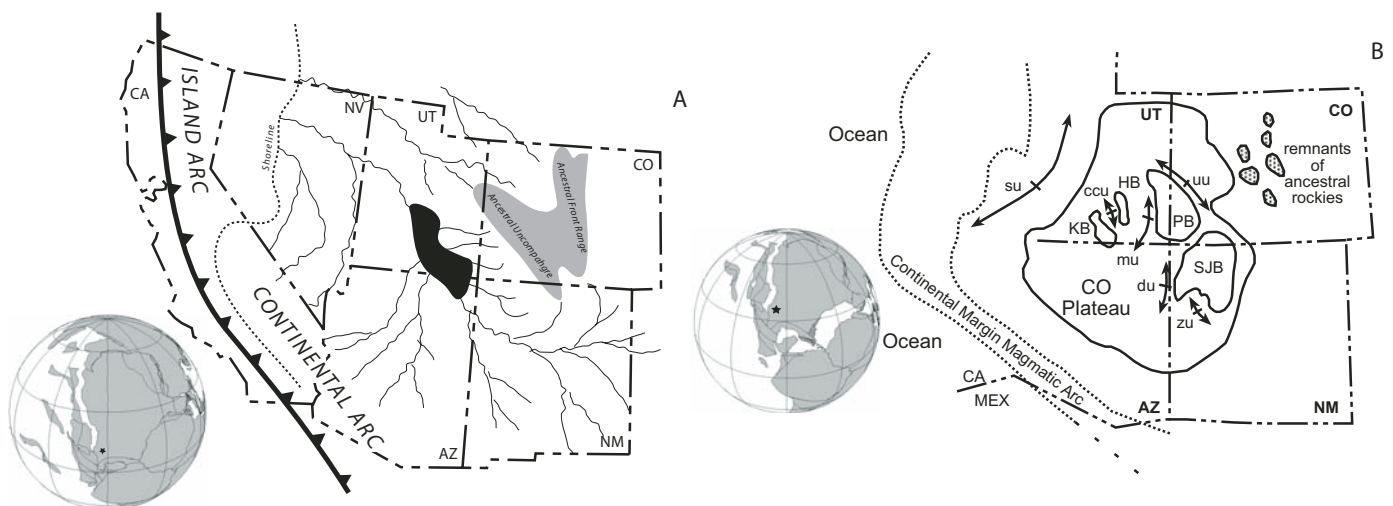 A
CA
ISLAND ARC
Shoreline
NV
UT
CO
Ancestral Uncompahgre
Ancestral Front Range
CONTINENTAL ARC
AZ
NM
B
Ocean
UT
CO
remnants
of
ancestral
rockies
su
ccu
HB
uu
KB
PB
mu
SJB
du
CO
Plateau
zu
Continental Margin Magmatic Arc
Ocean
CA
MEX
AZ
NM